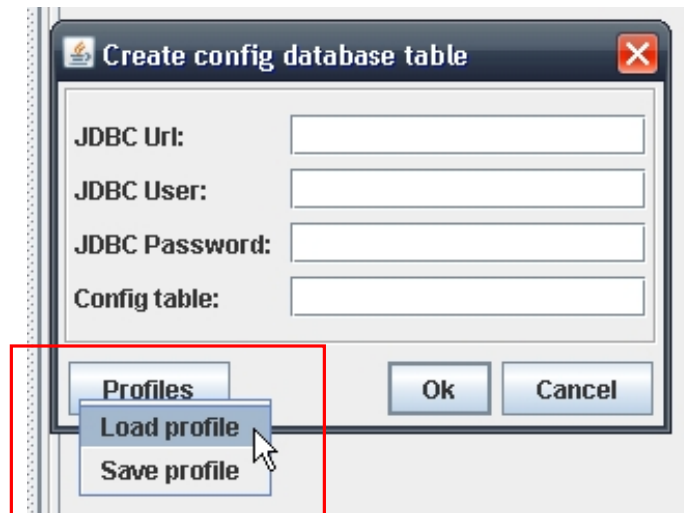 Create config database table
JDBC Url:
JDBC User:
JDBC Password:
Config table:
Profiles Ok Cancel
Load profile
Save profile